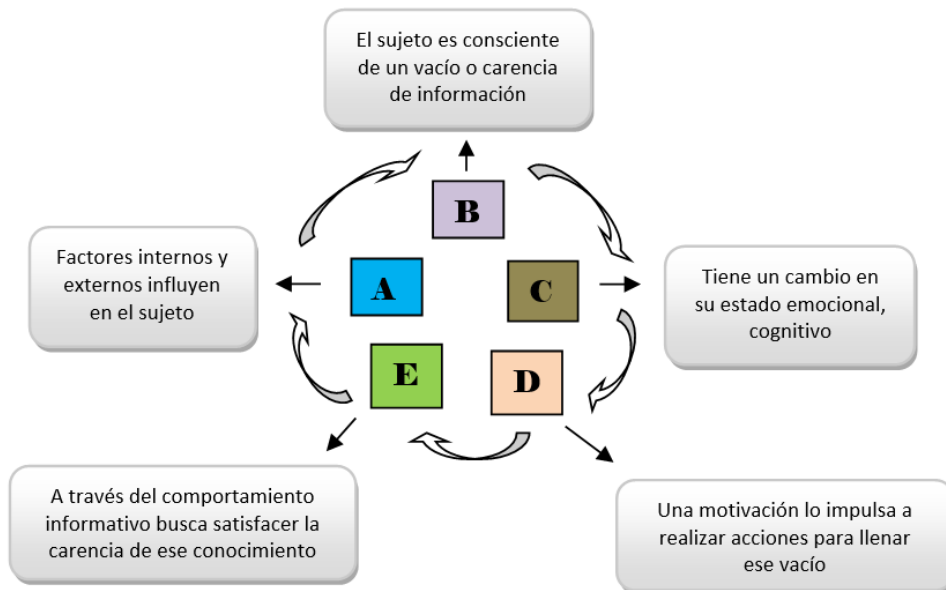 El sujeto es consciente
de un vacío o carencia
de información
B
Factores internos y
externos influyen
en el sujeto
A
C
Tiene un cambio en
su estado emocional,
cognitivo
E
D
A través del comportamiento
informativo busca satisfacer la
carencia de ese conocimiento
Una motivación lo impulsa a
realizar acciones para llenar
ese vacío